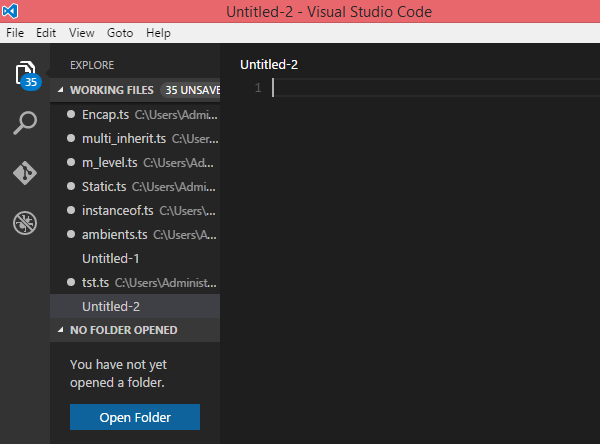 Untitled-2 - Visual Studio Code
File Edit View Goto Help
35
EXPLORE
WORKING FILES 35 UNSAVE
Encap.ts C:\Users\Admi...
multi_inherit.ts C:\User...
m_level.ts C:\Users\Ad...
Static.ts C:\Users\Admi...
instanceof.ts C:\Users\...
ambients.ts C:\Users\A...
Untitled-1
tst.ts C:\Users\Administ...
Untitled-2
NO FOLDER OPENED
You have not yet
opened a folder.
Open Folder
Untitled-2
1